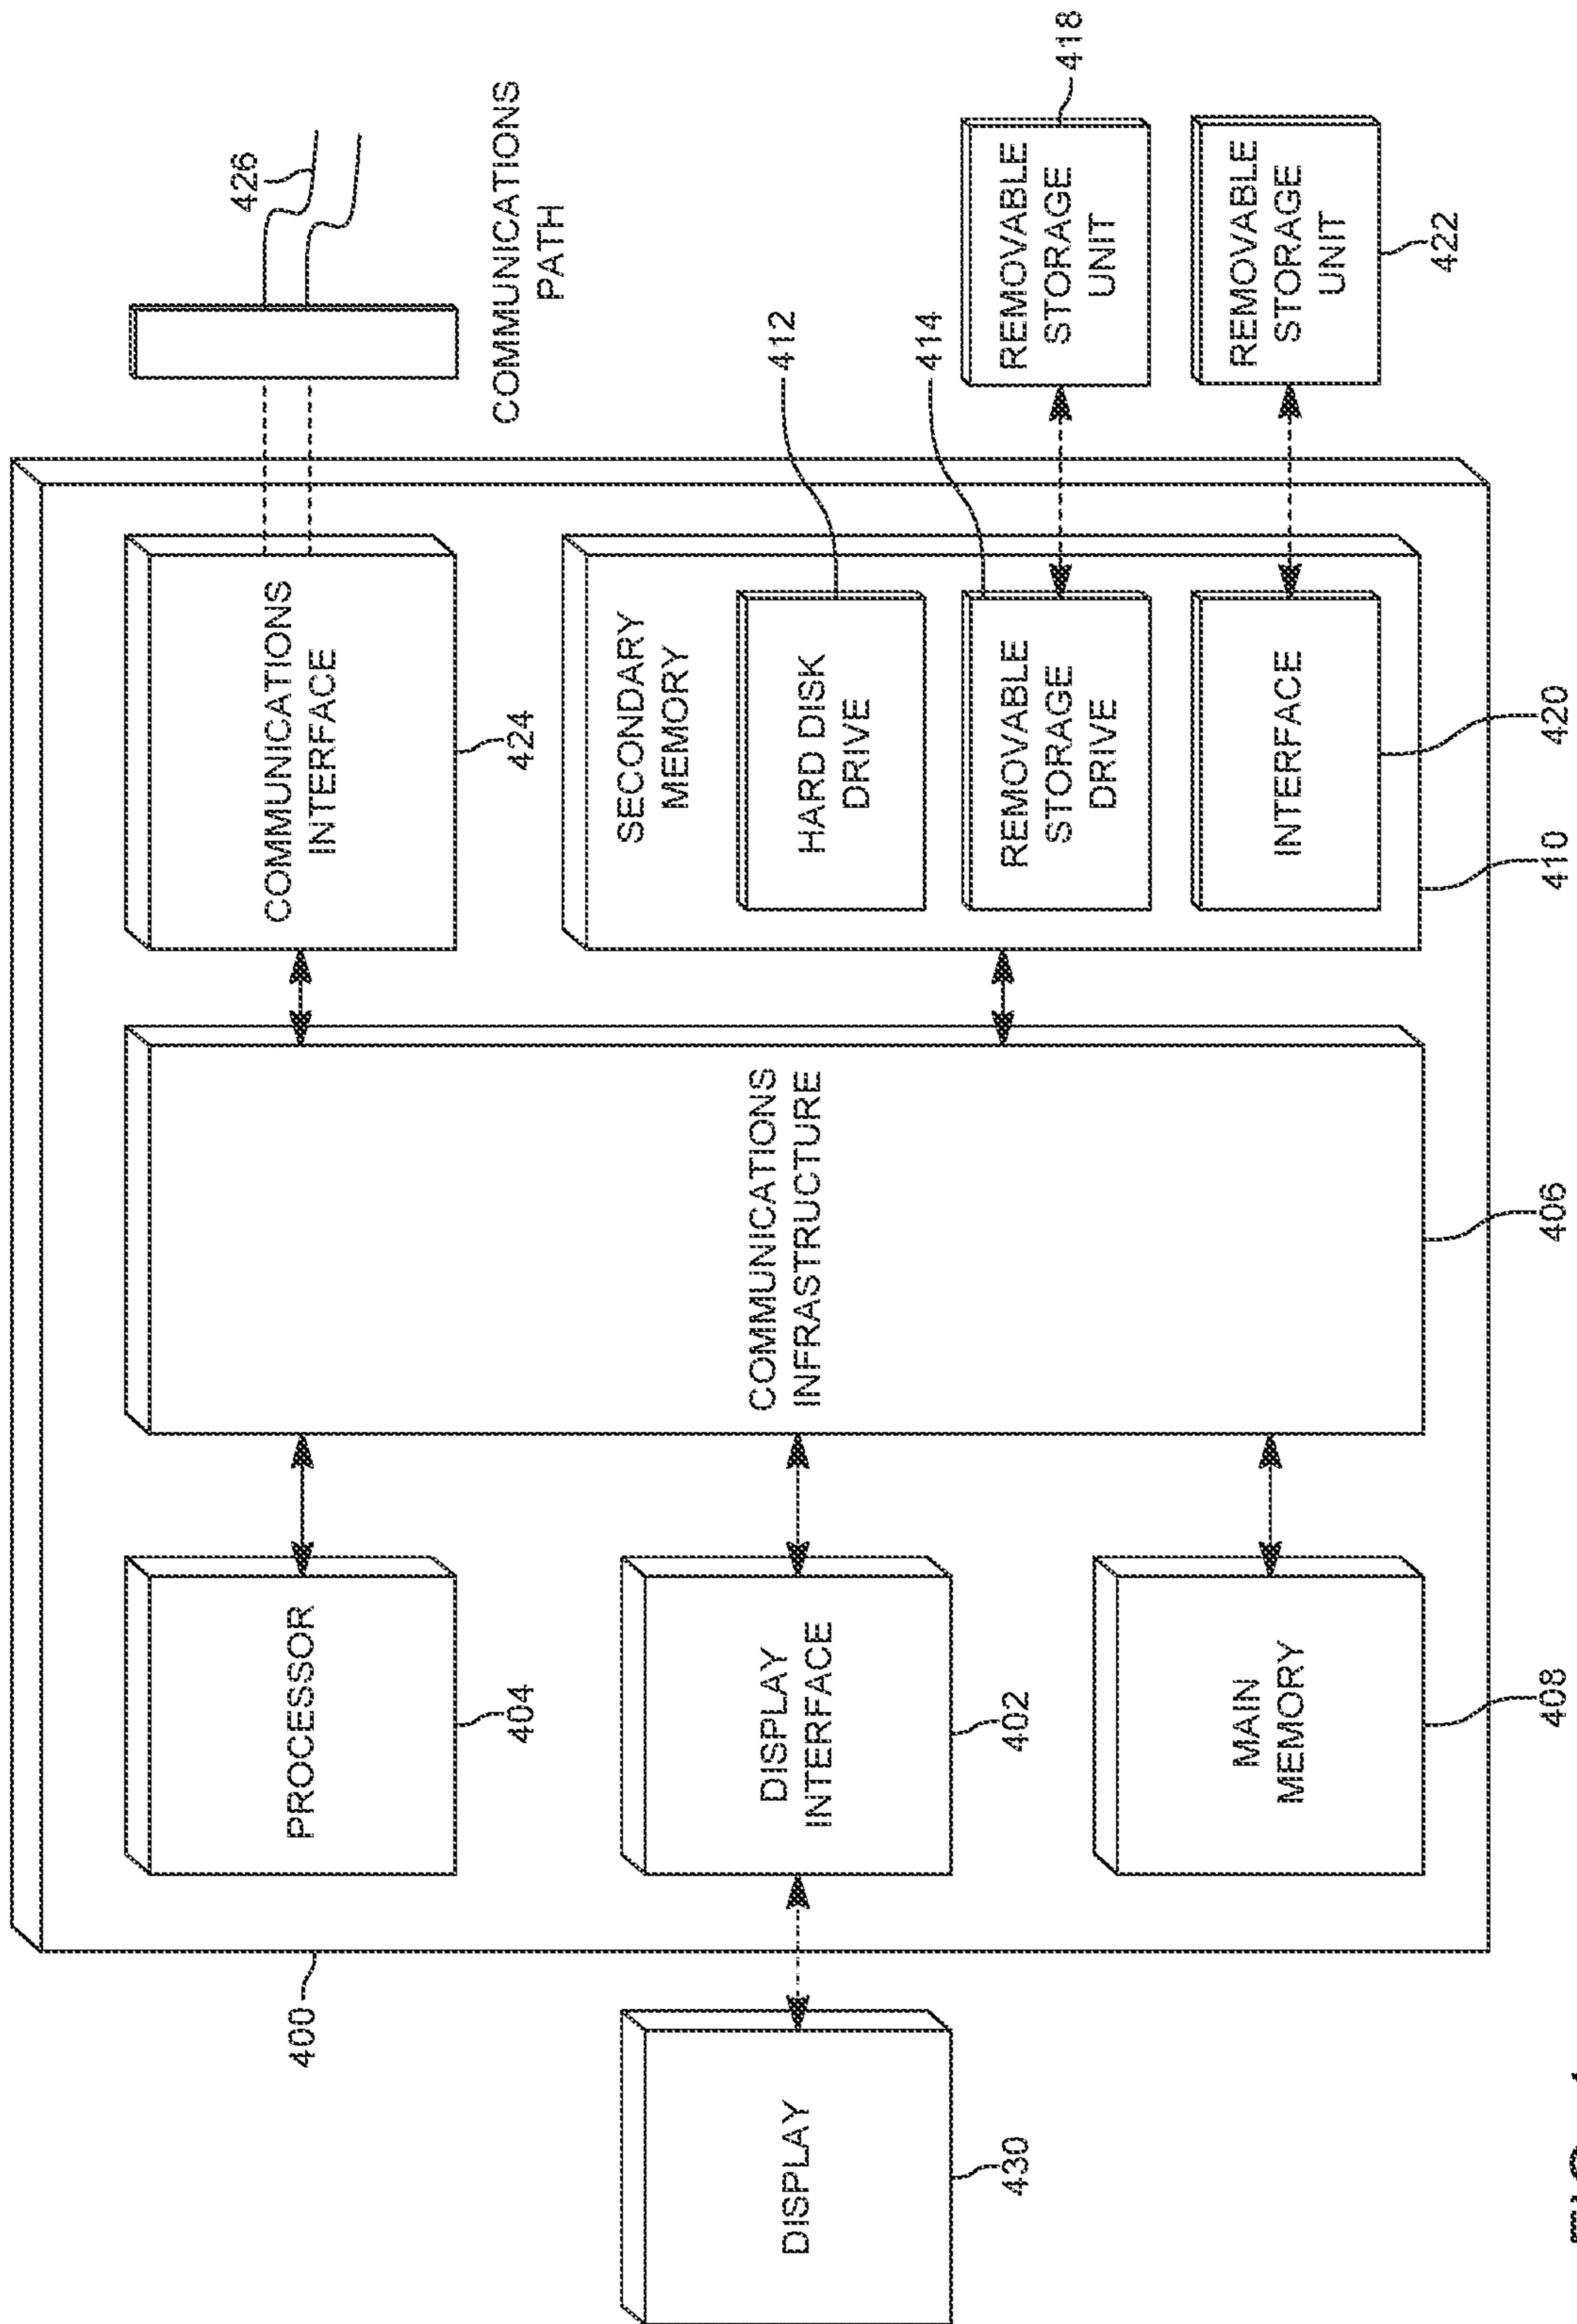 400
426
PROCESSOR
404
COMMUNICATIONS
INTERFACE
424
COMMUNICATIONS
PATH
DISPLAY
430
DISPLAY
INTERFACE
402
COMMUNICATIONS
INFRASTRUCTURE
406
SECONDARY
MEMORY
HARD DISK
DRIVE
412
414
REMOVABLE
STORAGE
DRIVE
REMOVABLE
STORAGE
UNIT
418
MAIN
MEMORY
408
INTERFACE
420
410
REMOVABLE
STORAGE
UNIT
422